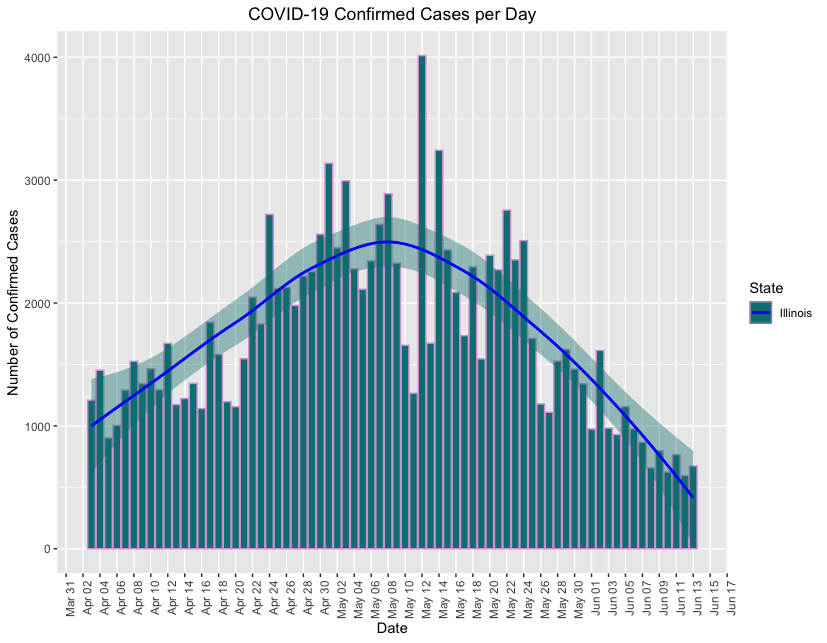 COVID-19 Confirmed Cases per Day
Number of Confirmed Cases
4000
3000
2000
1000
0
Mar 31
Apr 02
Apr 04
Apr 06
Apr 08
Apr 10
Apr 12
Apr 14
Apr 16
Apr 18
Apr 20
Apr 22
Apr 24
Apr 26
Apr 28
Apr 30
May 02
May 04
May 06
May 08
May 10
May 12
May 14
May 16
May 18
May 20
May 22
May 24
May 26
May 28
May 30
Jun 01
Jun 03
Jun 05
Jun 07
Jun 09
Jun 11
Jun 13
Jun 15
Jun 17
Date
State
Illinois